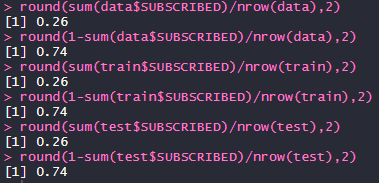 > round(sum(data$SUBSCRIBED)/nrow(data),2)
[1] 0.26
> round(1-sum(data$SUBSCRIBED)/nrow(data),2)
[1] 0.74
> round(sum(train$SUBSCRIBED)/nrow(train),2)
[1] 0.26
> round(1-sum(train$SUBSCRIBED)/nrow(train),2)
[1] 0.74
> round(sum(test$SUBSCRIBED)/nrow(test),2)
[1] 0.26
> round(1-sum(test$SUBSCRIBED)/nrow(test),2)
[1] 0.74